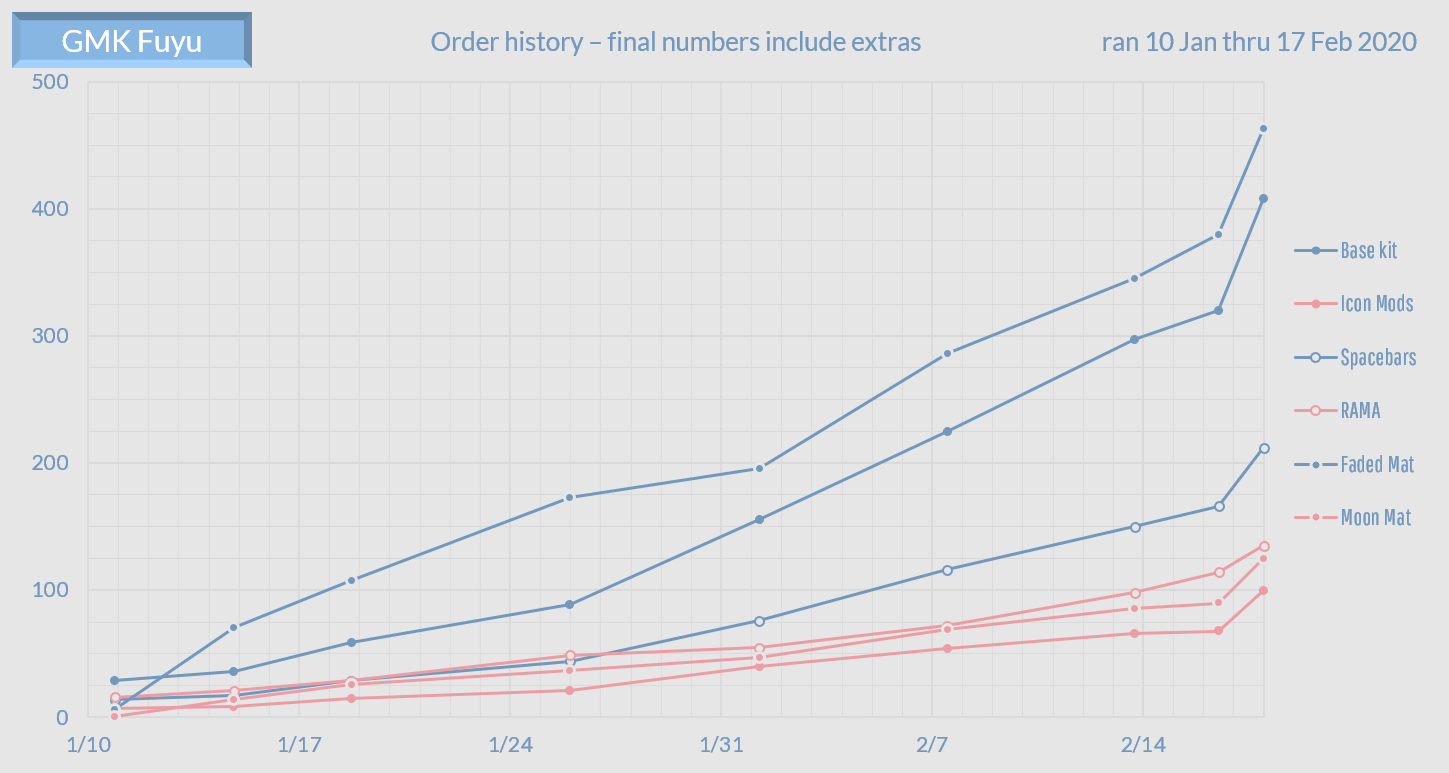 GMK Fuyu
Order history – final numbers include extras
ran 10 Jan thru 17 Feb 2020
500
400
300
200
100
0
1/10
1/17
1/24
1/31
2/7
2/14
Base kit
Icon Mods
Spacebars
RAMA
Faded Mat
Moon Mat